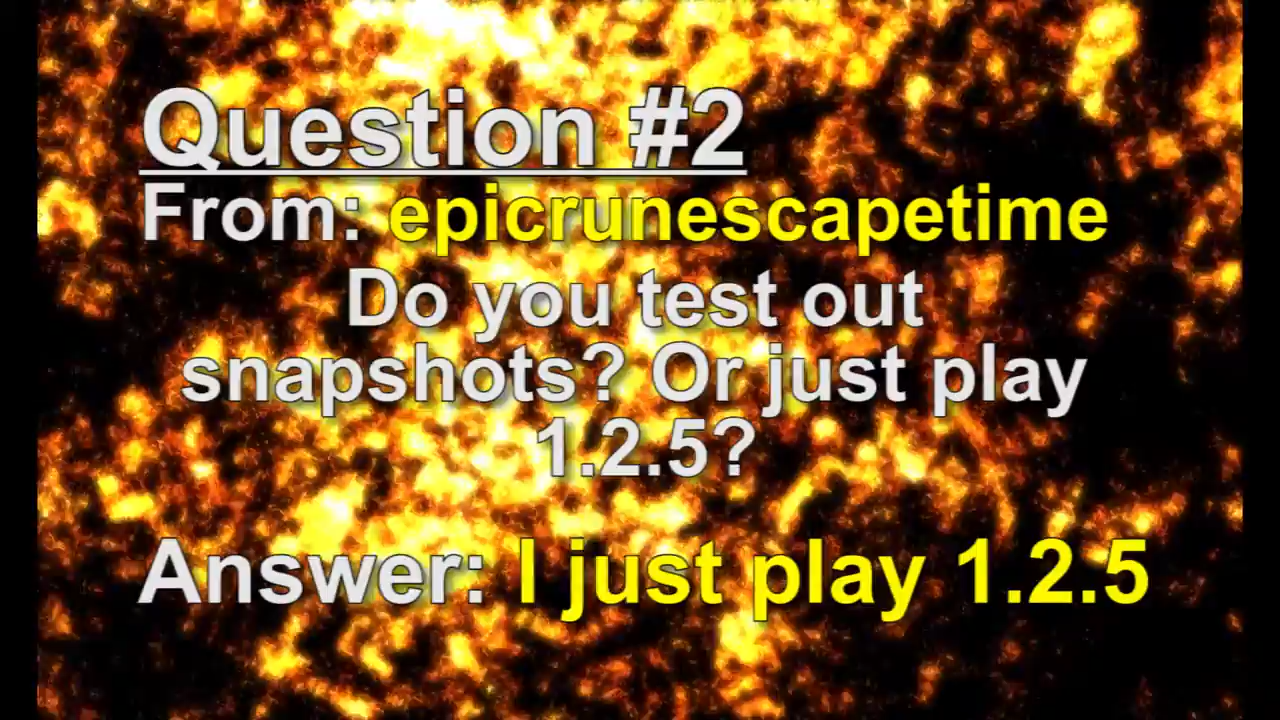 Question #2
From: epicrunescapetime
Do you test out
snapshots? Or just play
1.2.5?
Answer: I just play 1.2.5